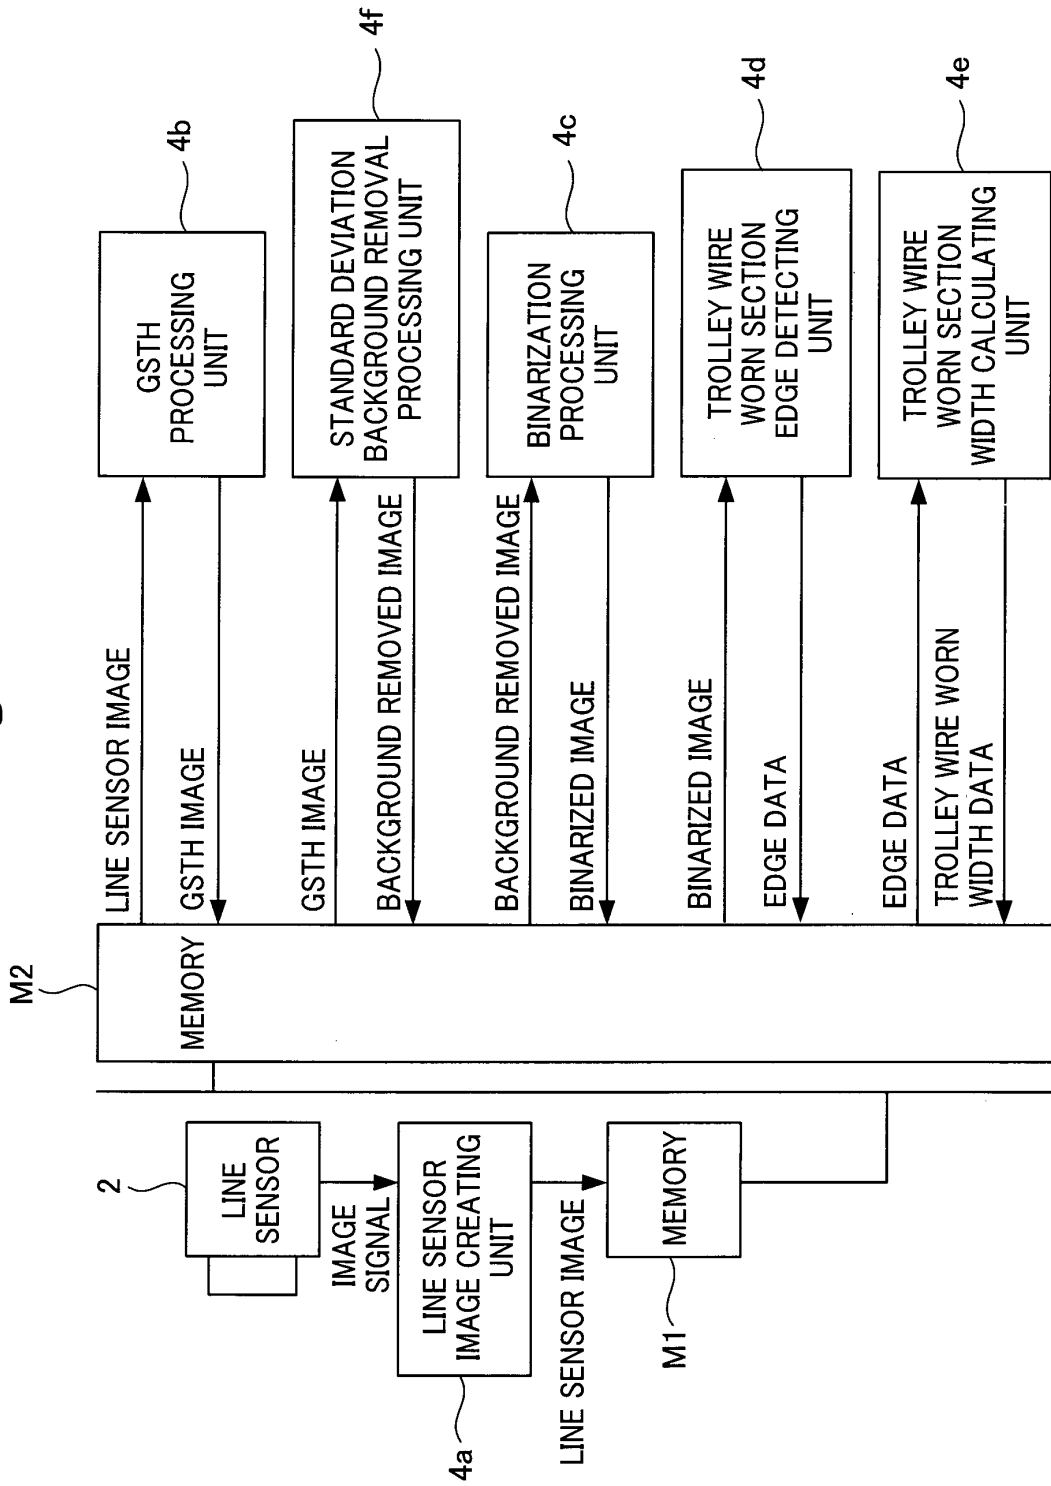 2
LINE
SENSOR
IMAGE
SIGNAL
LINE SENSOR
IMAGE CREATING
UNIT
4a
LINE SENSOR IMAGE
MEMORY
M1
M2
MEMORY
LINE SENSOR IMAGE
GSTH IMAGE
GSTH
PROCESSING
UNIT
4b
GSTH IMAGE
BACKGROUND REMOVED IMAGE
STANDARD DEVIATION
BACKGROUND REMOVAL
PROCESSING UNIT
4f
BACKGROUND REMOVED IMAGE
BINARIZED IMAGE
BINARIZATION
PROCESSING
UNIT
4c
BINARIZED IMAGE
EDGE DATA
TROLLEY WIRE
WORN SECTION
EDGE DETECTING
UNIT
4d
EDGE DATA
TROLLEY WIRE WORN
WIDTH DATA
TROLLEY WIRE
WORN SECTION
WIDTH CALCULATING
UNIT
4e